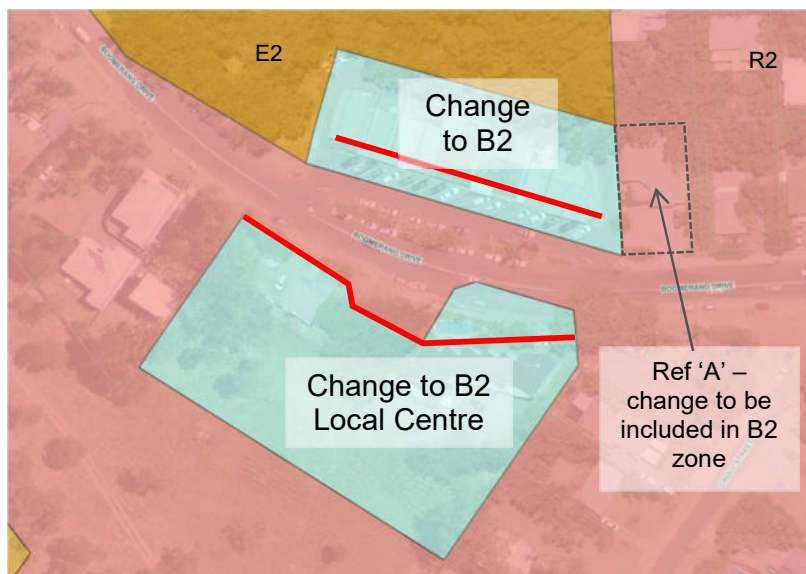 E2
R2
BOOMERANG DRIVE
Change
to B2
BOOMERANG DRIVE
BOOMERANG DRIVE
Change to B2
Local Centre
Ref ‘A’ –
change to be
included in B2
zone